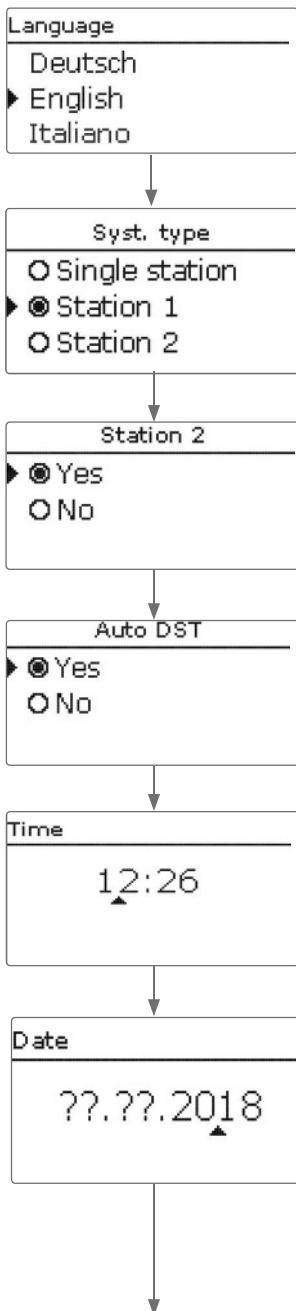 Language
Deutsch
English
Italiano
Syst. type
Single station
Station 1
Station 2
Station 2
Yes
No
Auto DST
Yes
No
Time
12:26
Date
??.??.2018